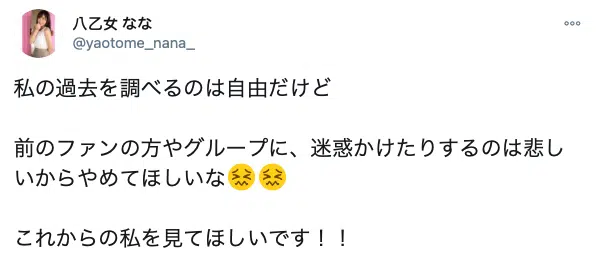 八乙女 なな
@yaotome_nana_
私の過去を調べるのは自由だけど
前のファンの方やグループに、迷惑かけたりするのは悲し
いからやめてほしいな😖😖
これからの私を見てほしいです！！